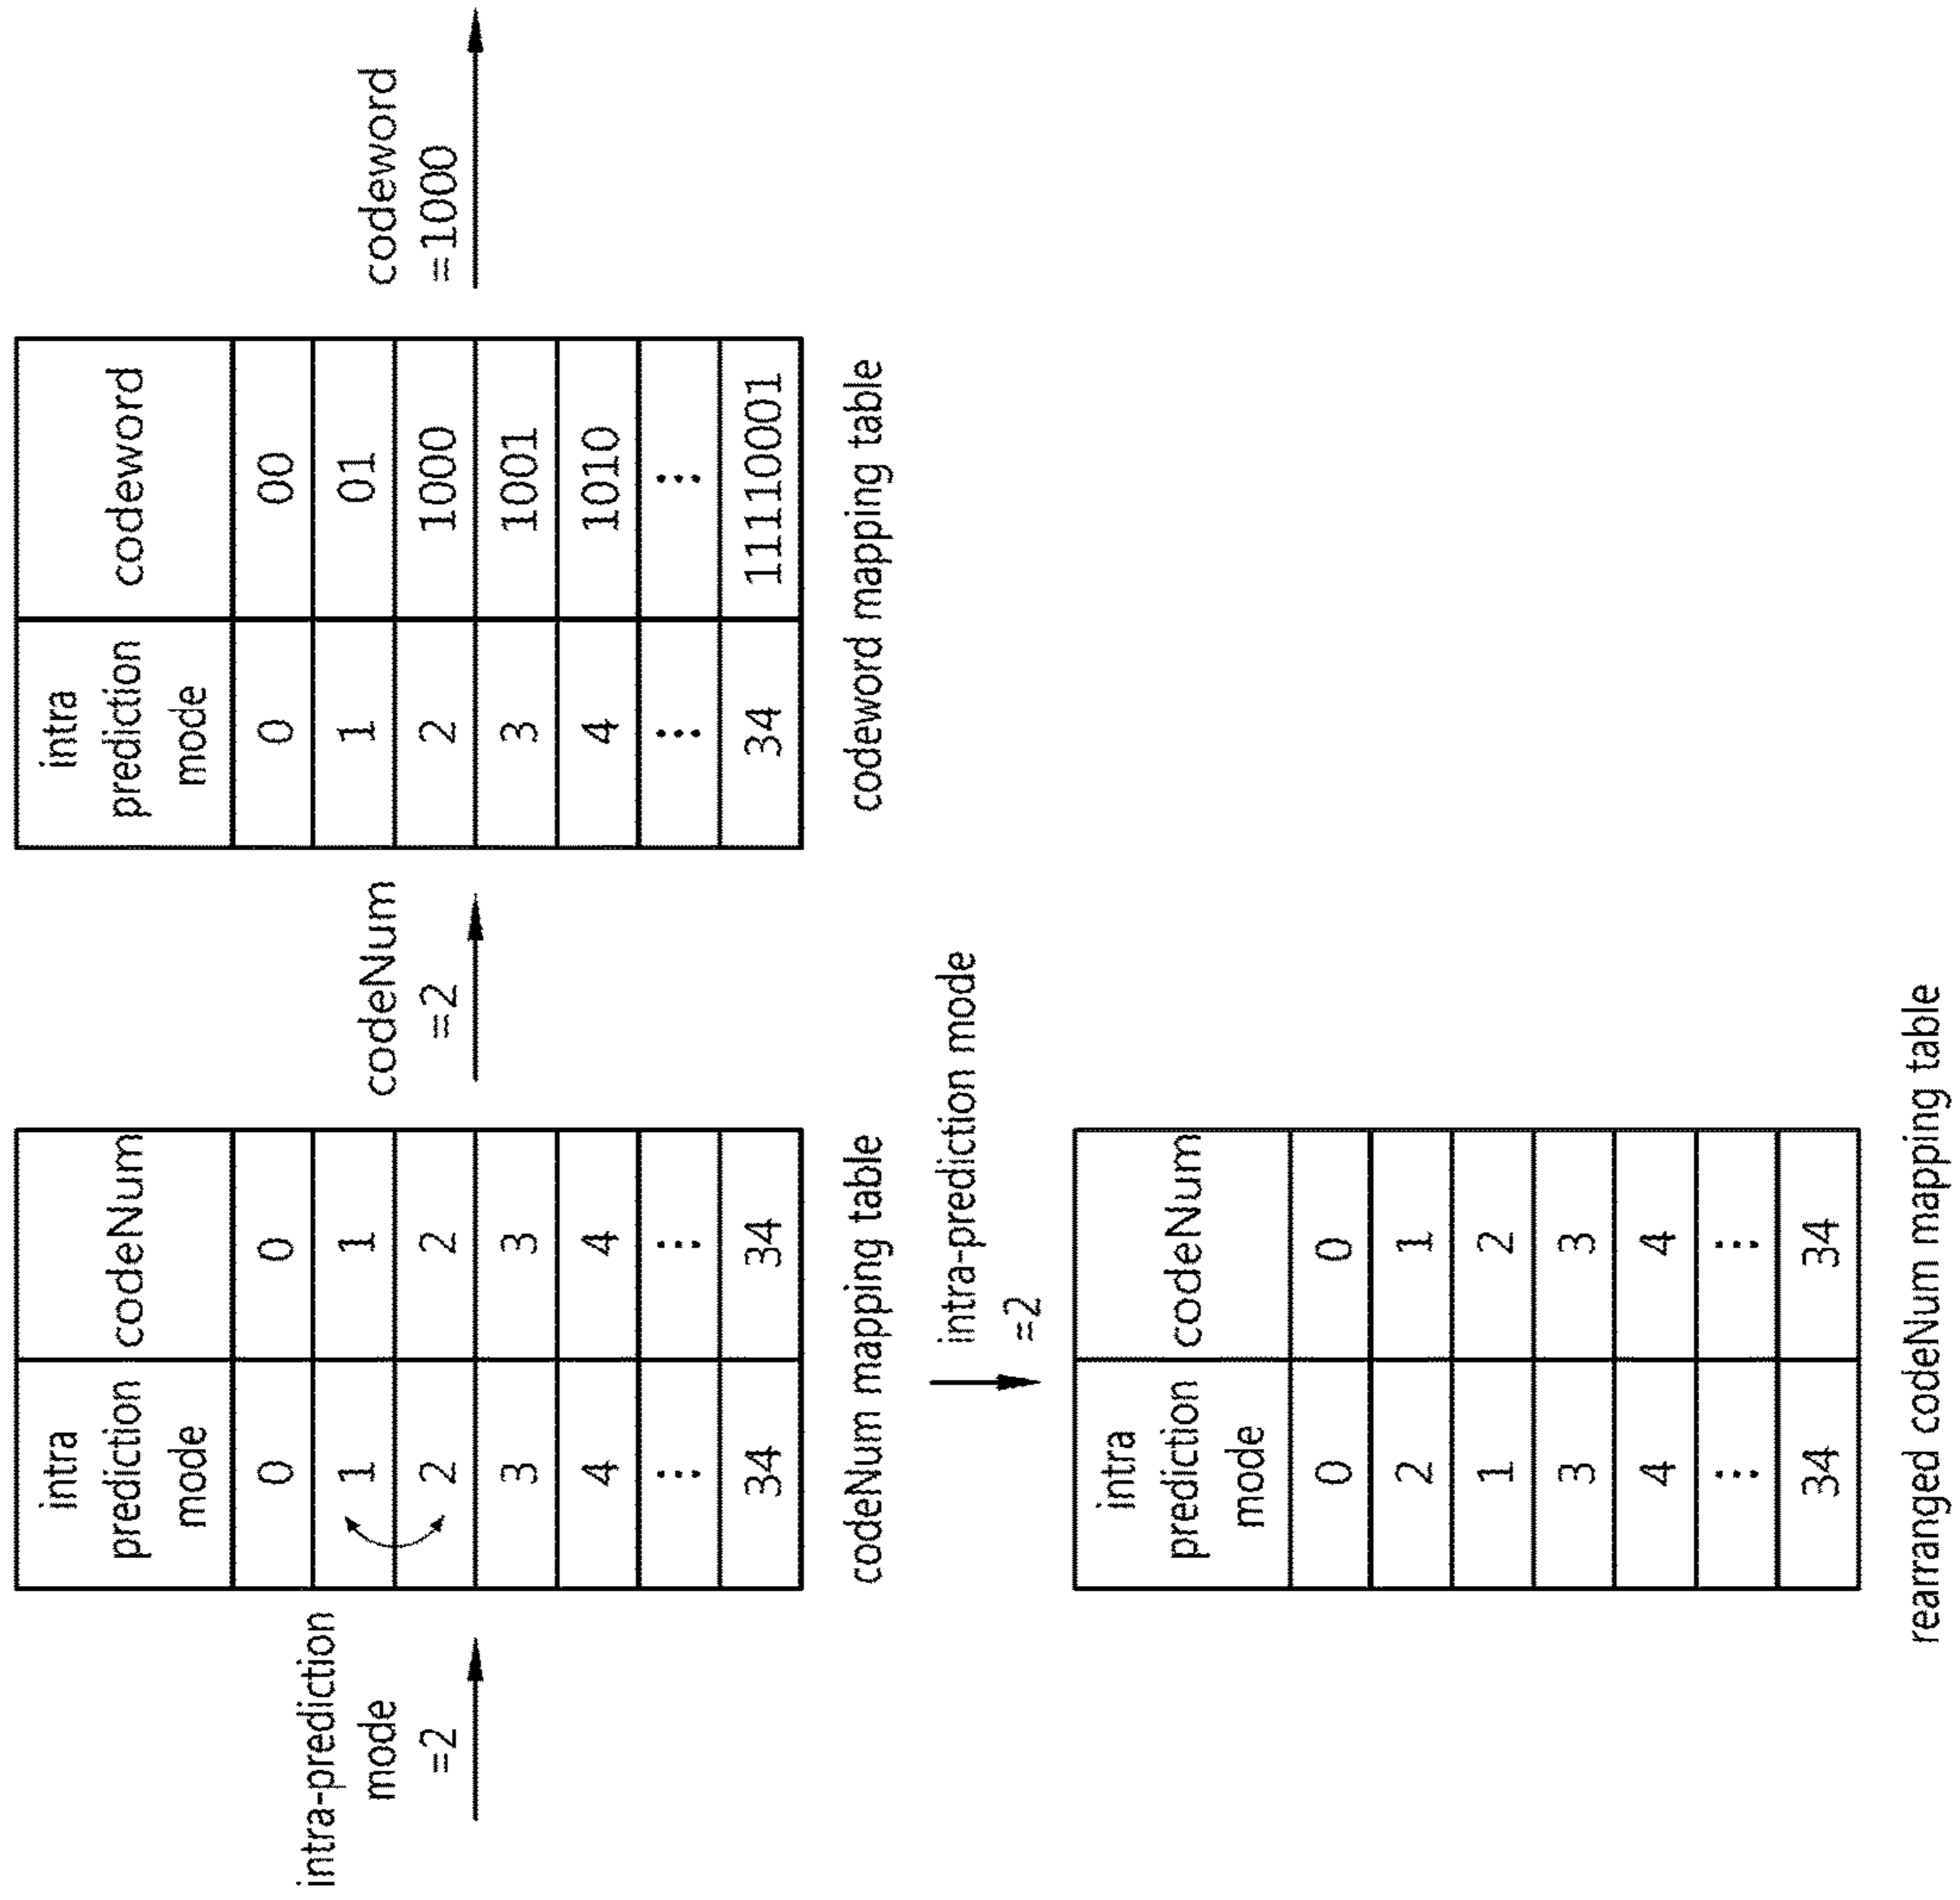 intra-prediction
mode
=2
intra
prediction
mode
codeNum
0 0
1 1
2 2
3 3
4 4
⋮ ⋮
34 34
codeNum mapping table
codeNum
=2
intra
prediction
mode
codeword
0 00
1 01
2 1000
3 1001
4 1010
⋮ ⋮
34 11110001
codeword mapping table
codeword
=1000
intra-prediction mode
=2
intra
prediction
mode
codeNum
0 0
2 1
1 2
3 3
4 4
⋮ ⋮
34 34
rearranged codeNum mapping table